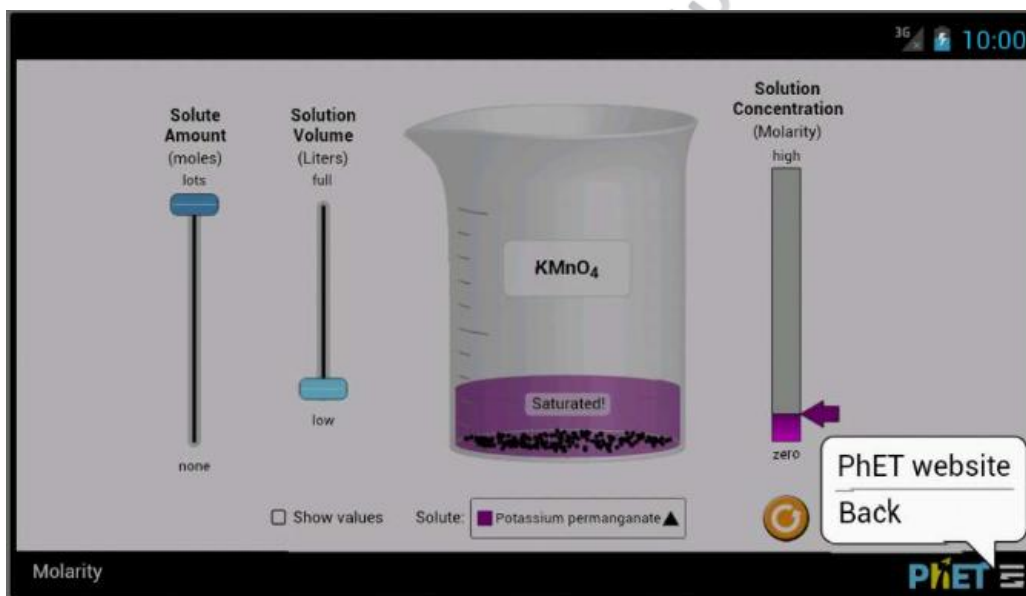 3G
10:00
Solute
Amount
(moles)
lots
none
Solution
Volume
(Liters)
full
low
KMnO4
Saturated!
Solution
Concentration
(Molarity)
high
zero
PhET website
Back
Show values
Solute: Potassium permanganate
Molarity
PhET